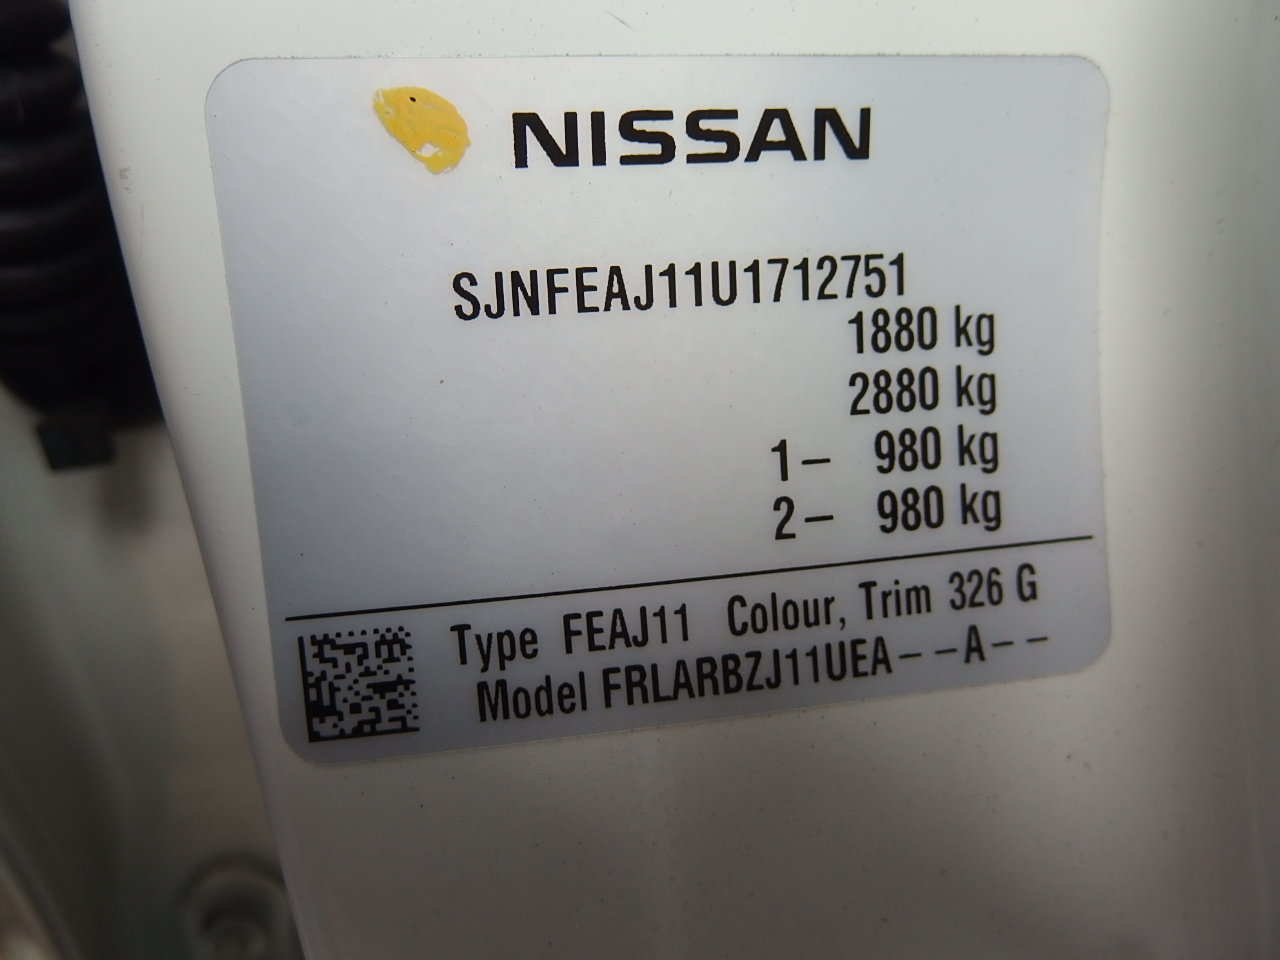 NISSAN
SJNFEAJ11U1712751
1880 kg
2880 kg
1– 980 kg
2– 980 kg
Type FEAJ11 Colour, Trim 326 G
Model FRLARBZJ11UEA--A--